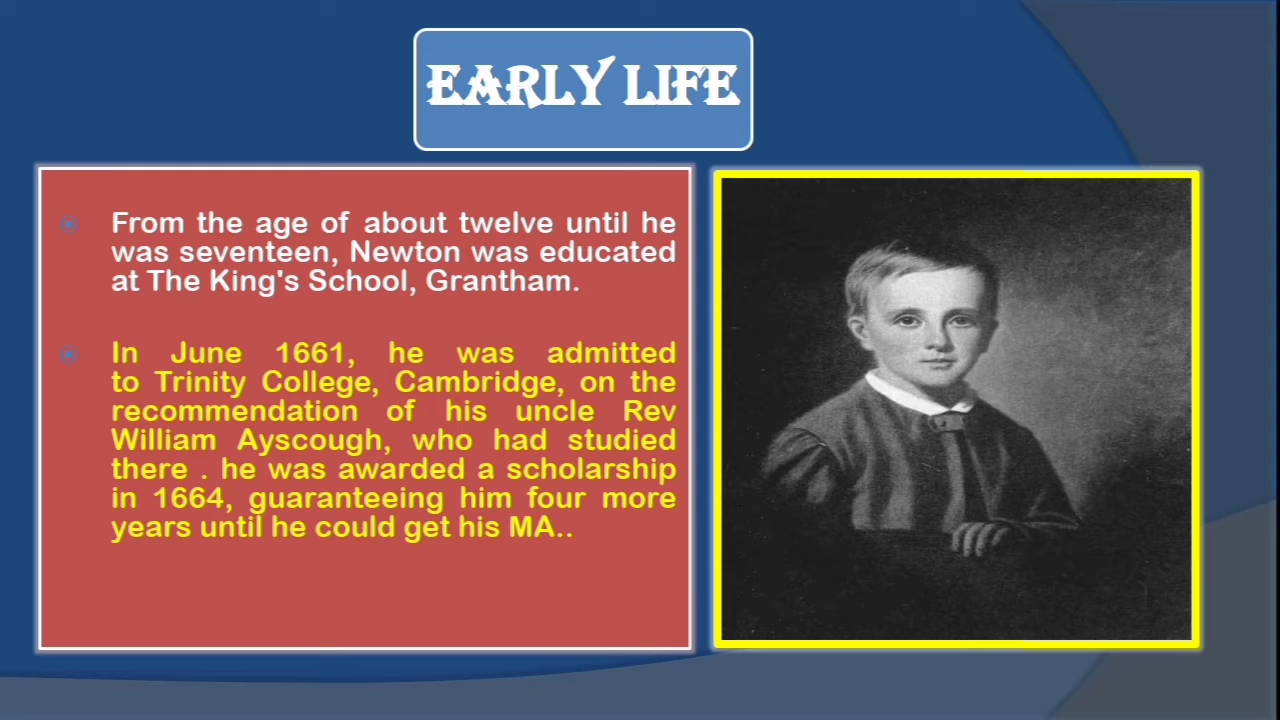 EARLY LIFE
From the age of about twelve until he
was seventeen, Newton was educated
at The King's School, Grantham.
In June 1661, he was admitted
to Trinity College, Cambridge, on the
recommendation of his uncle Rev
William Ayscough, who had studied
there . he was awarded a scholarship
in 1664, guaranteeing him four more
years until he could get his MA..